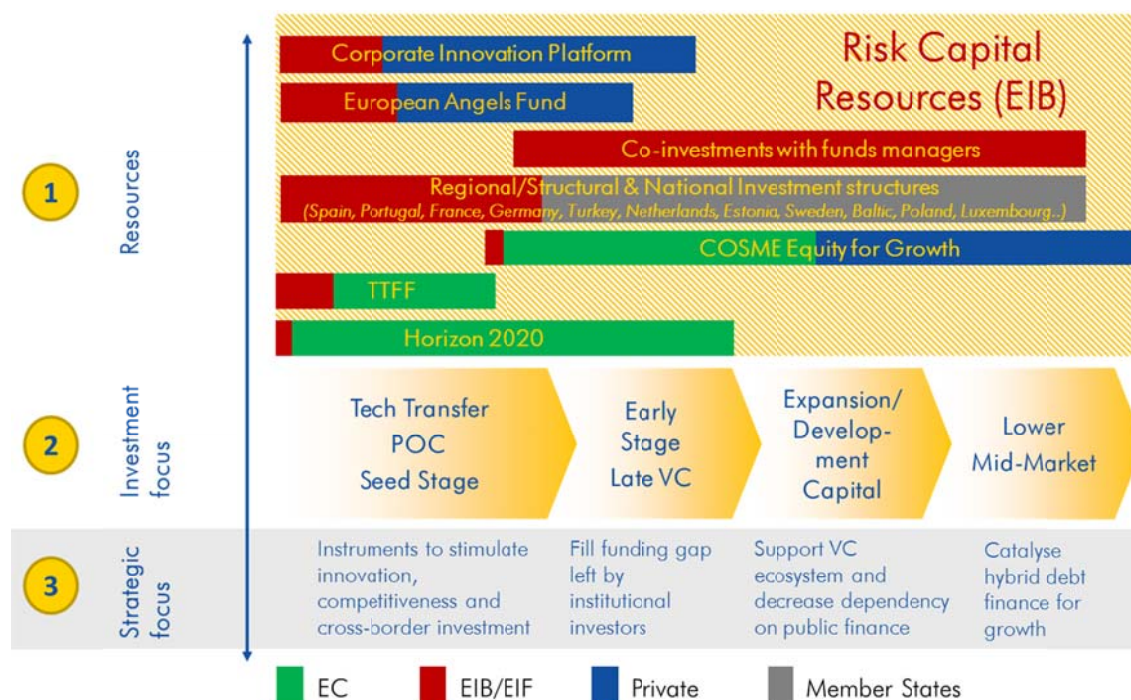 Risk Capital
Resources (EIB)
Corporate Innovation Platform
European Angels Fund
Co-investments with funds managers
Regional/Structural & National Investment structures
(Spain, Portugal, France, Germany, Turkey, Netherlands, Estonia, Sweden, Baltic, Poland, Luxembourg..)
COSME Equity for Growth
TTFF
Horizon 2020
1
Resources
2
Investment
focus
Tech Transfer
POC
Seed Stage
Early
Stage
Late VC
Expansion/
Develop-
ment
Capital
Lower
Mid-Market
3
Strategic
focus
Instruments to stimulate
innovation,
competitiveness and
cross-border investment
Fill funding gap
left by
institutional
investors
Support VC
ecosystem and
decrease dependency
on public finance
Catalyse
hybrid debt
finance for
growth
EC
EIB/EIF
Private
Member States